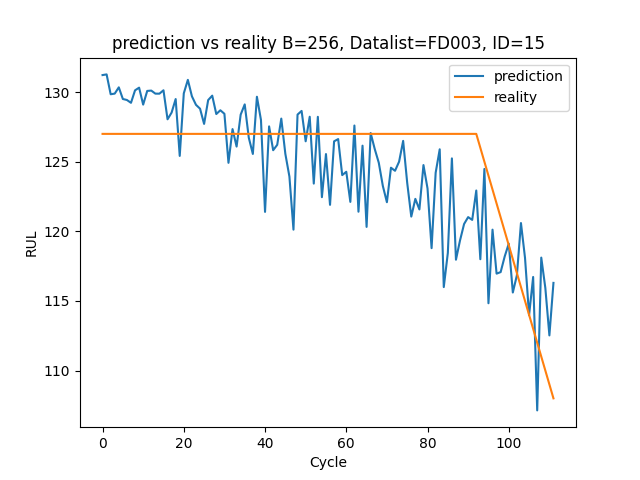 prediction vs reality B=256, Datalist=FD003, ID=15
prediction
reality
RUL
130
125
120
115
110
0 20 40 60 80 100
Cycle